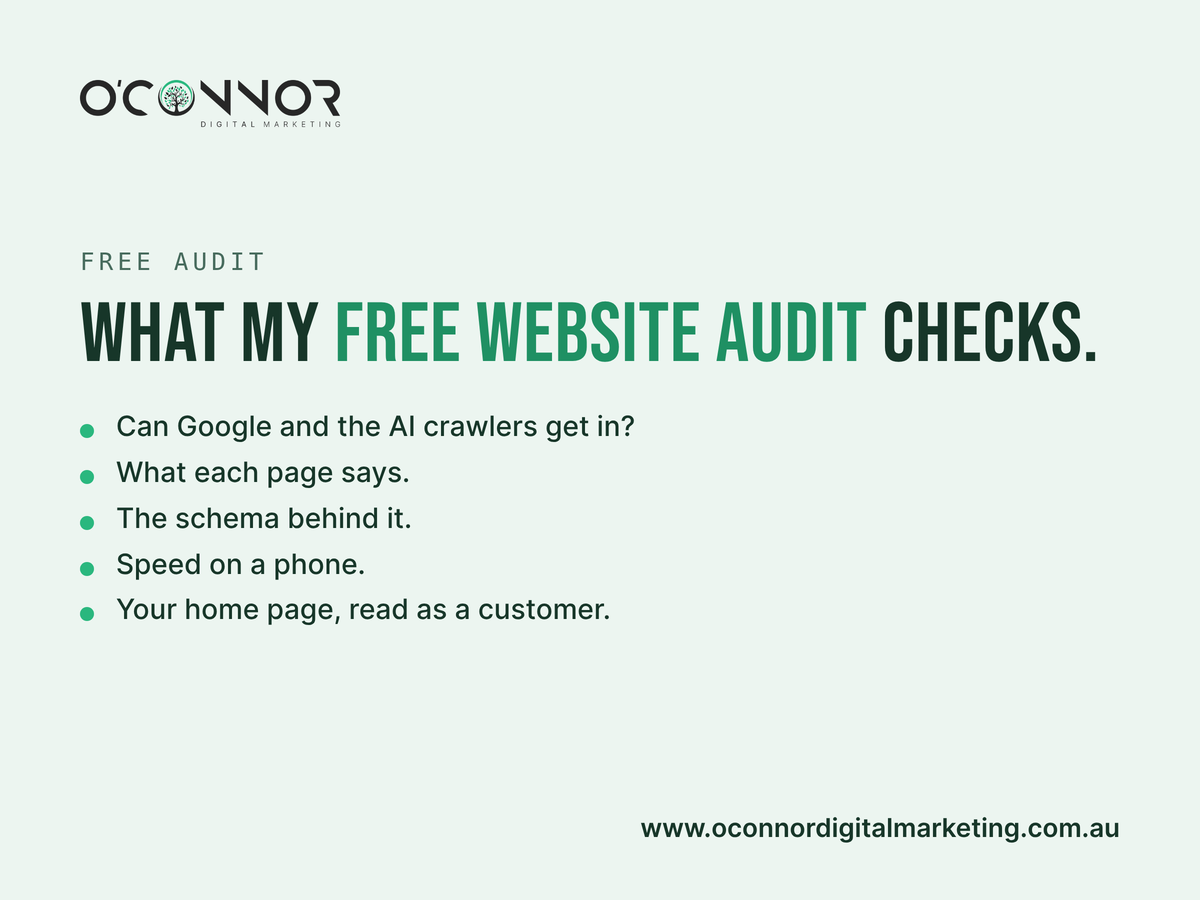 O'CONNOR
DIGITAL MARKETING
FREE AUDIT
WHAT MY FREE WEBSITE AUDIT CHECKS.
Can Google and the AI crawlers get in?
What each page says.
The schema behind it.
Speed on a phone.
Your home page, read as a customer.
www.oconnordigitalmarketing.com.au